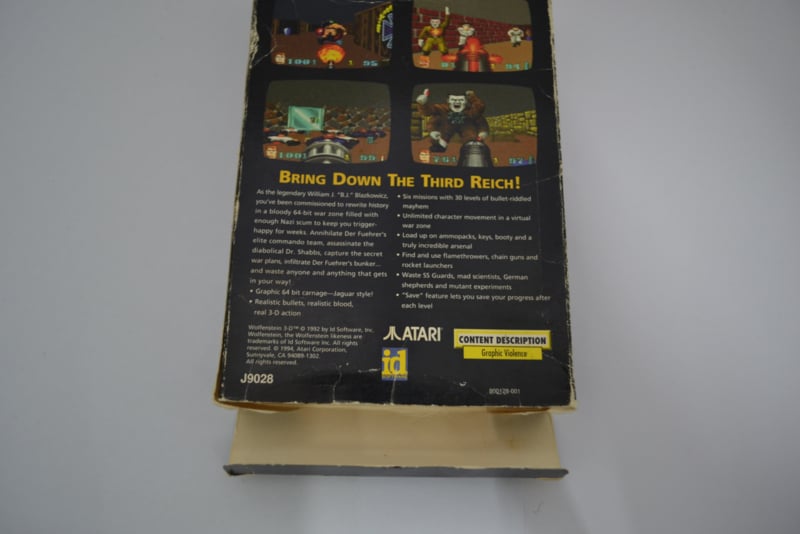 BRING DOWN THE THIRD REICH!
As the legendary William J. "B.J." Blazkowicz,
you've been commissioned to rewrite history
in a bloody 64-bit war zone filled with
enough Nazi scum to keep you trigger-
happy for weeks. Annihilate Der Fuehrer's
elite commando team, assassinate the
diabolical Dr. Shabbs, capture the secret
war plans, infiltrate Der Fuehrer's bunker...
and waste anyone and anything that gets
in your way!
• Graphic 64 bit carnage—Jaguar style!
• Realistic bullets, realistic blood,
real 3-D action
• Six missions with 30 levels of bullet-riddled
mayhem
• Unlimited character movement in a virtual
war zone
• Load up on ammopacks, keys, booty and a
truly incredible arsenal
• Find and use flamethrowers, chain guns and
rocket launchers
• Waste SS Guards, mad scientists, German
shepherds and mutant experiments
• "Save" feature lets you save your progress after
each level
Wolfenstein 3-D™ © 1992 by Id Software, Inc.
Wolfenstein, the Wolfenstein likeness are
trademarks of Id Software Inc. All rights
reserved. © 1994, Atari Corporation,
Sunnyvale, CA 94089-1302.
All rights reserved.
J9028
ATARI
id
CONTENT DESCRIPTION
Graphic Violence